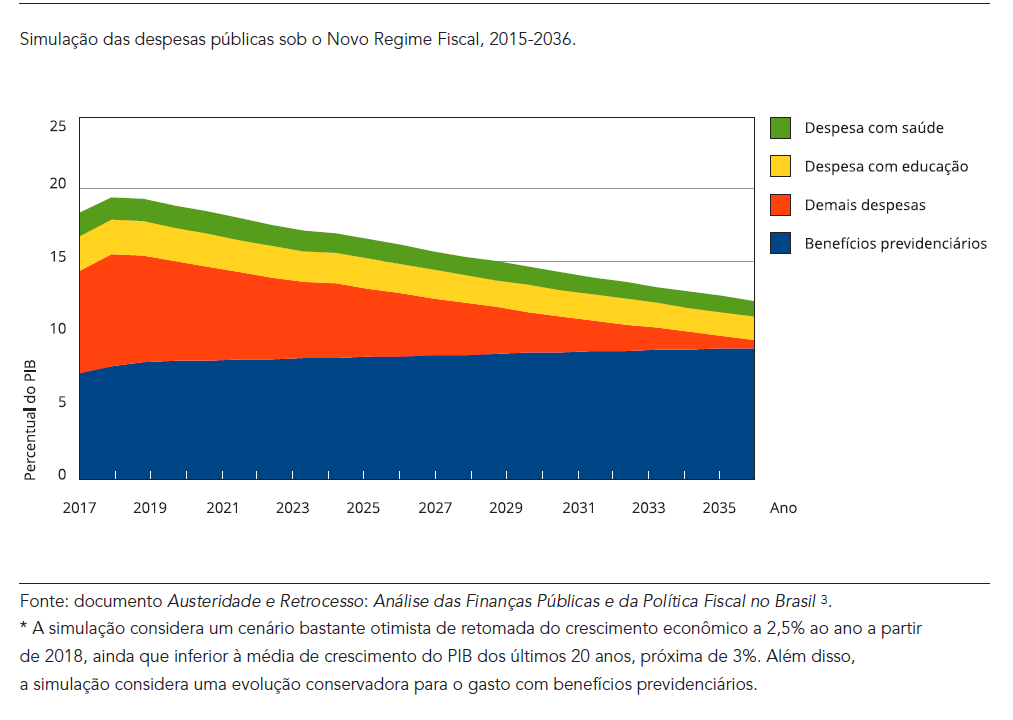 Simulação das despesas públicas sob o Novo Regime Fiscal, 2015-2036.
25
20
15
10
5
0
Percentual do PIB
2017 2019 2021 2023 2025 2027 2029 2031 2033 2035 Ano
Despesa com saúde
Despesa com educação
Demais despesas
Benefícios previdenciários
Fonte: documento Austeridade e Retrocesso: Análise das Finanças Públicas e da Política Fiscal no Brasil 3.
* A simulação considera um cenário bastante otimista de retomada do crescimento econômico a 2,5% ao ano a partir
de 2018, ainda que inferior à média de crescimento do PIB dos últimos 20 anos, próxima de 3%. Além disso,
a simulação considera uma evolução conservadora para o gasto com benefícios previdenciários.